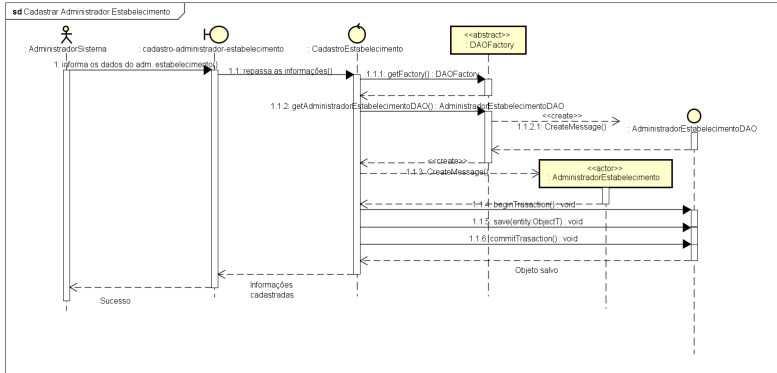 sd Cadastrar Administrador Estabelecimento
: AdministradorSistema
: cadastro-administrador-estabelecimento
: CadastroEstabelecimento
<<abstract>>
: DAOFactory
1: informa os dados do adm. estabelecimento()
1.1: repassa as informações()
1.1.1: getFactory() : DAOFactory
1.1.2: getAdministradorEstabelecimentoDAO() : AdministradorEstabelecimentoDAO
<<create>>
1.1.2.1: CreateMessage()
: AdministradorEstabelecimentoDAO
<<create>>
1.1.3: CreateMessage()
<<actor>>
: AdministradorEstabelecimento
1.1.4: beginTrasaction() : void
1.1.5: save(entity:ObjectT) : void
1.1.6: commitTrasaction() : void
Objeto salvo
Informações
cadastradas
Sucesso